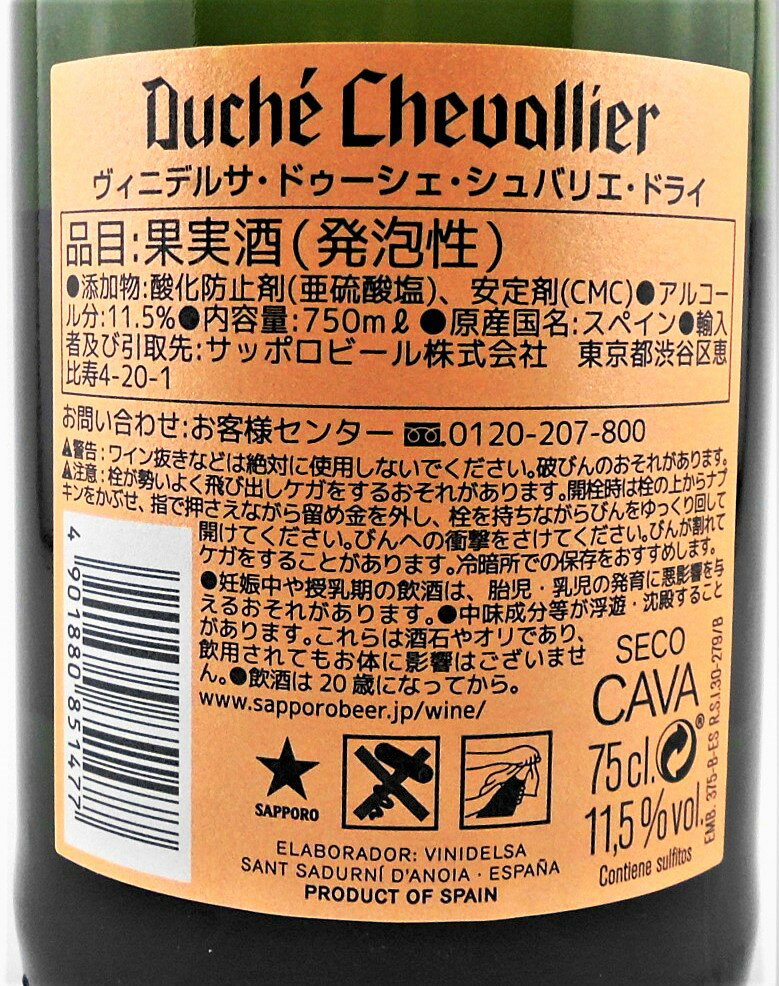 Duché Chevallier
ヴィニデルサ・ドゥーシェ・シュバリエ・ドライ
品目:果実酒(発泡性)
●添加物:酸化防止剤(亜硫酸塩)、安定剤(CMC)●アルコー
ル分:11.5%●内容量:750mℓ ●原産国名:スペイン●輸入
者及び引取先:サッポロビール株式会社 東京都渋谷区恵
比寿4-20-1
お問い合わせ:お客様センター 0120-207-800
▲警告:ワイン抜きなどは絶対に使用しないでください。破びんのおそれがあります。
▲注意:栓が勢いよく飛び出しケガをするおそれがあります。開栓時は栓の上からナプ
キンをかぶせ、指で押さえながら留め金を外し、栓を持ちながらびんをゆっくり回して
開けてください。びんへの衝撃をさけてください。びんが割れて
ケガをすることがあります。冷暗所での保存をおすすめします。
●妊娠中や授乳期の飲酒は、胎児・乳児の発育に悪影響を与
えるおそれがあります。●中味成分等が浮遊・沈殿すること
があります。これらは酒石やオリであり、
飲用されてもお体に影響はございませ
ん。●飲酒は20歳になってから。
www.sapporobeer.jp/wine/
4 901880 851477
SAPPORO
SECO
CAVA
75cl.
®
11,5%vol.
Contiene sulfitos
EMB. 375-B-ES R.S.I.30-279/B
ELABORADOR: VINIDELSA
SANT SADURNÍ D'ANOIA · ESPAÑA
PRODUCT OF SPAIN